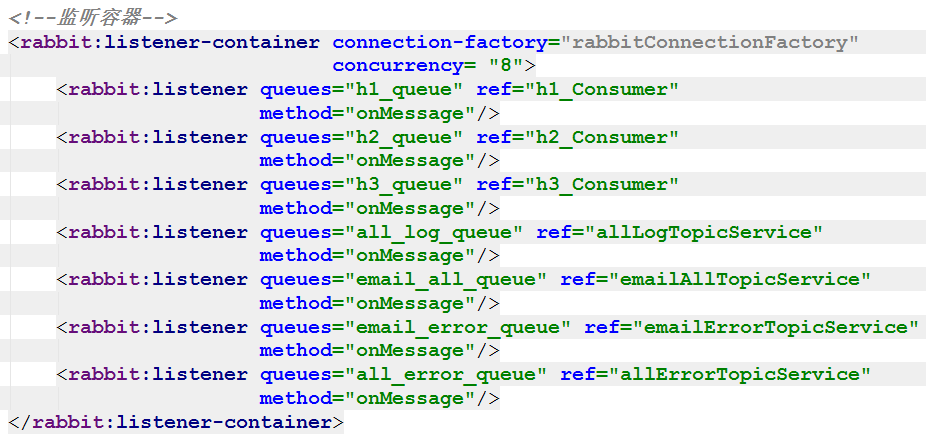 <!--监听容器-->
<rabbit:listener-container connection-factory="rabbitConnectionFactory"
concurrency= "8">
<rabbit:listener queues="h1_queue" ref="h1_Consumer"
method="onMessage"/>
<rabbit:listener queues="h2_queue" ref="h2_Consumer"
method="onMessage"/>
<rabbit:listener queues="h3_queue" ref="h3_Consumer"
method="onMessage"/>
<rabbit:listener queues="all_log_queue" ref="allLogTopicService"
method="onMessage"/>
<rabbit:listener queues="email_all_queue" ref="emailAllTopicService"
method="onMessage"/>
<rabbit:listener queues="email_error_queue" ref="emailErrorTopicService"
method="onMessage"/>
<rabbit:listener queues="all_error_queue" ref="allErrorTopicService"
method="onMessage"/>
</rabbit:listener-container>